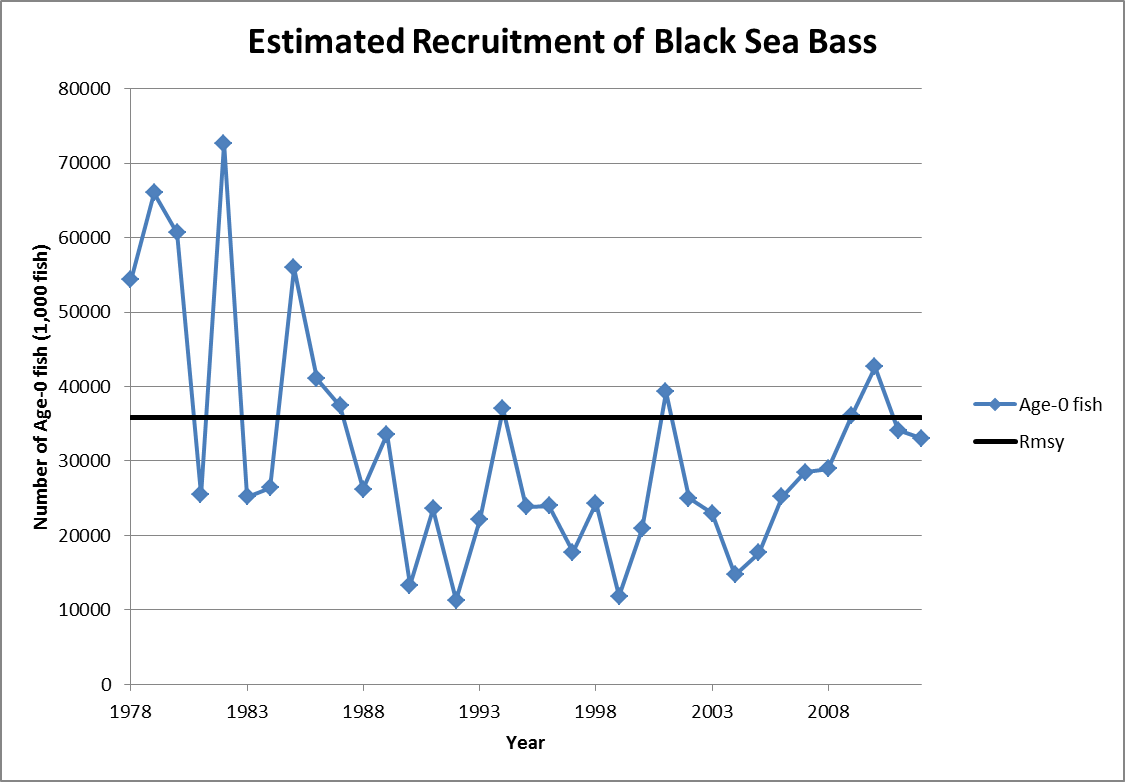 Estimated Recruitment of Black Sea Bass
80000
70000
60000
50000
40000
30000
20000
10000
0
Number of Age-0 fish (1,000 fish)
1978 1983 1988 1993 1998 2003 2008
Year
Age-0 fish
Rmsy